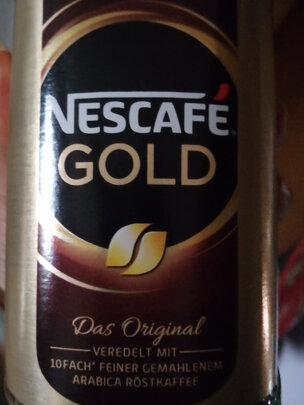 NESCAFÉ
GOLD
Das Original
VEREDELT MIT
10FACH* FEINER GEMAHLENEM
ARABICA RÖSTKAFFEE